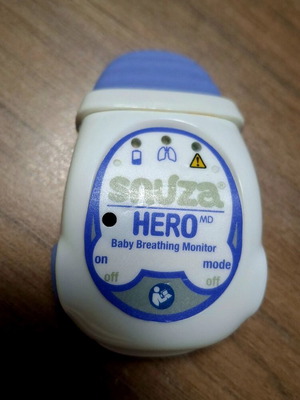 snuza®
HERO MD
Baby Breathing Monitor
on mode
off off